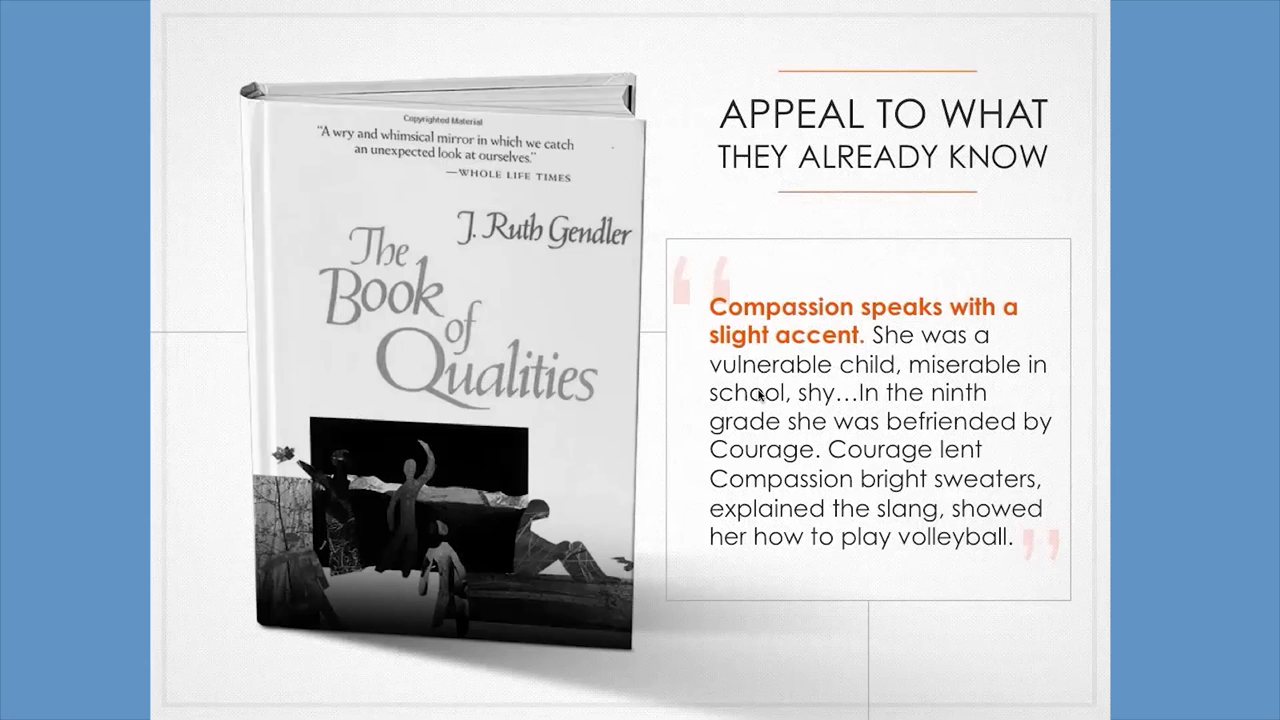 Copyrighted Material
"A wry and whimsical mirror in which we catch
an unexpected look at ourselves."
—WHOLE LIFE TIMES
J. Ruth Gendler
The
Book
of
Qualities
APPEAL TO WHAT
THEY ALREADY KNOW
“
Compassion speaks with a
slight accent. She was a
vulnerable child, miserable in
school, shy...In the ninth
grade she was befriended by
Courage. Courage lent
Compassion bright sweaters,
explained the slang, showed
her how to play volleyball. ”